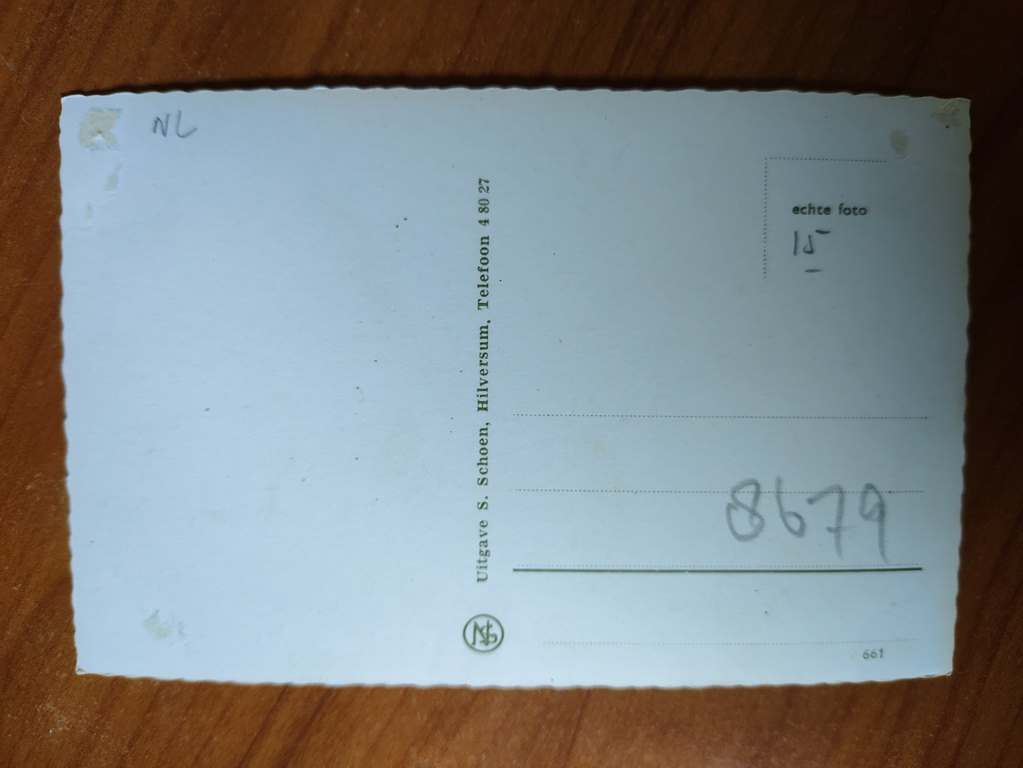 NL
Uitgave S. Schoen, Hilversum, Telefoon 4 80 27
echte foto
15
8679
661